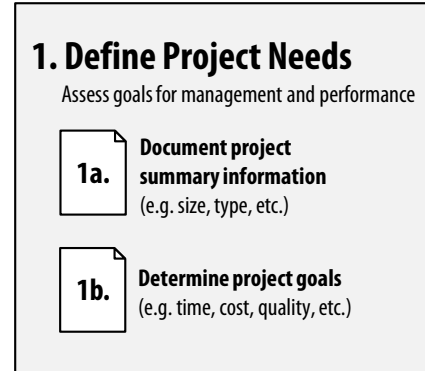 1. Define Project Needs
Assess goals for management and performance
1a.
Document project
summary information
(e.g. size, type, etc.)
1b.
Determine project goals
(e.g. time, cost, quality, etc.)